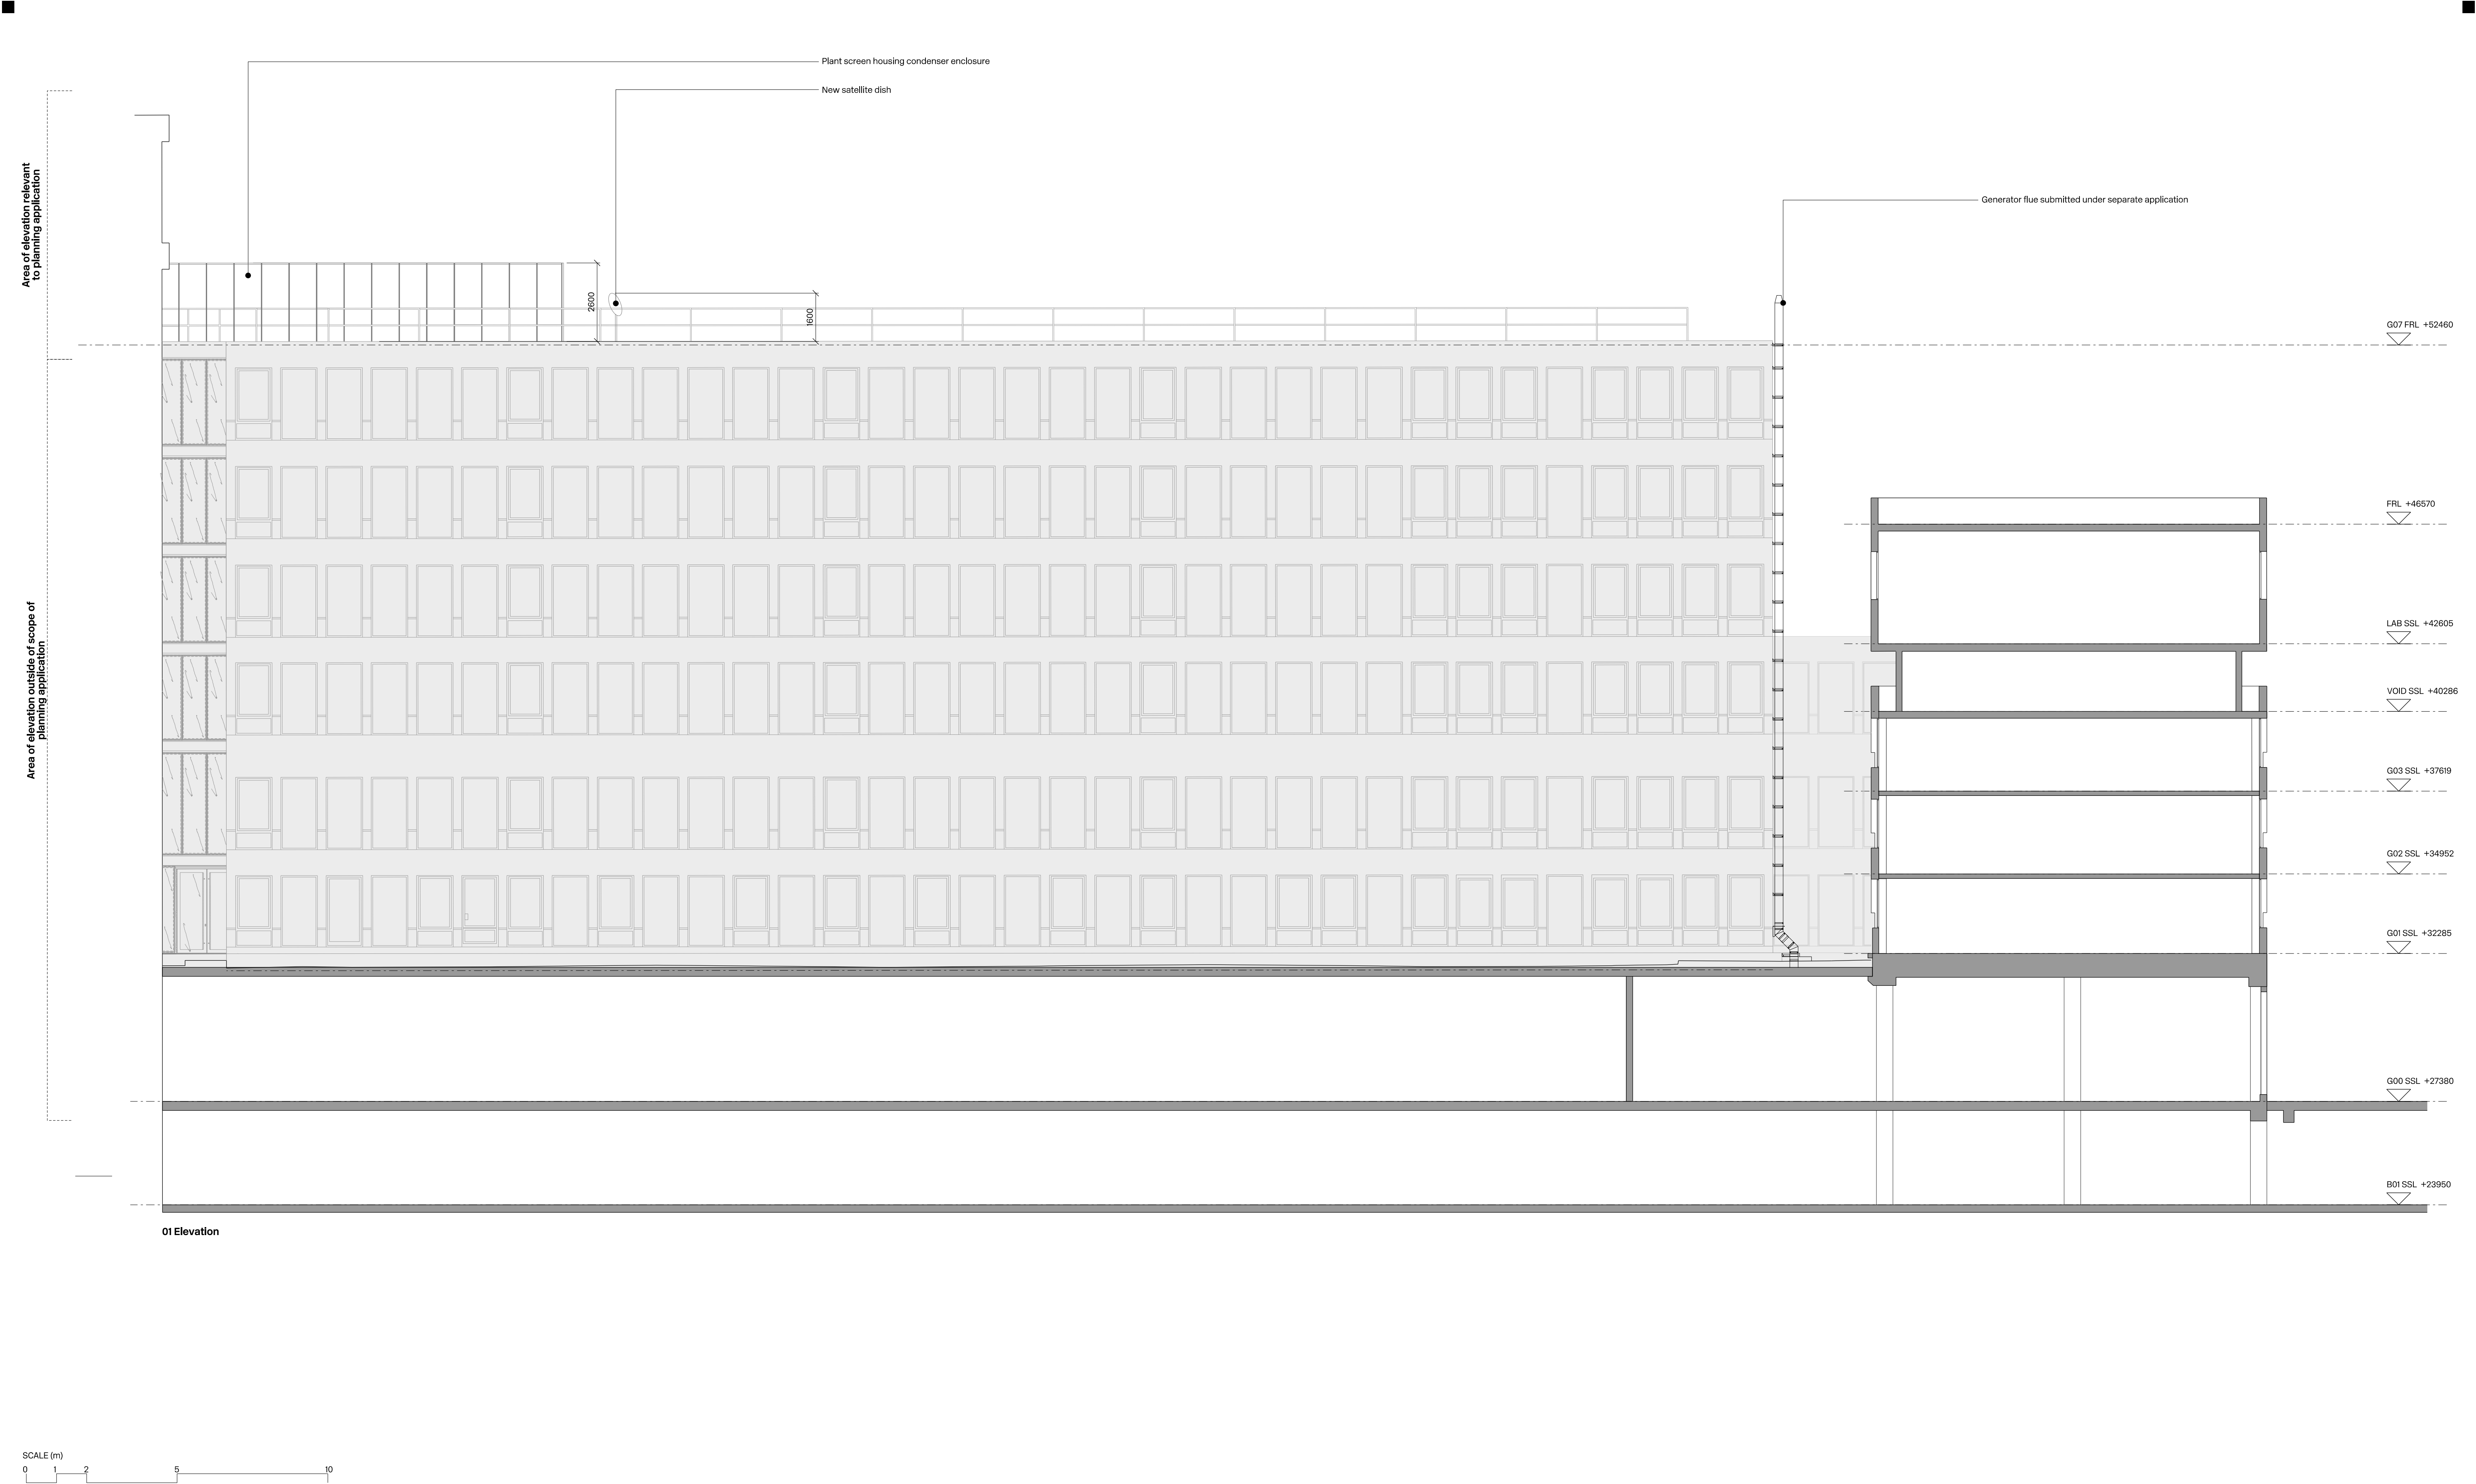 Plant screen housing condenser enclosure
New satellite dish
Generator flue submitted under separate application
Area of elevation relevant
to planning application
2600
1600
G07 FRL +52460
FRL +46570
Area of elevation outside of scope of
planning application
LAB SSL +42605
VOID SSL +40286
G03 SSL +37619
G02 SSL +34952
G01 SSL +32285
G00 SSL +27380
B01 SSL +23950
01 Elevation
SCALE (m)
0 1 2 5 10